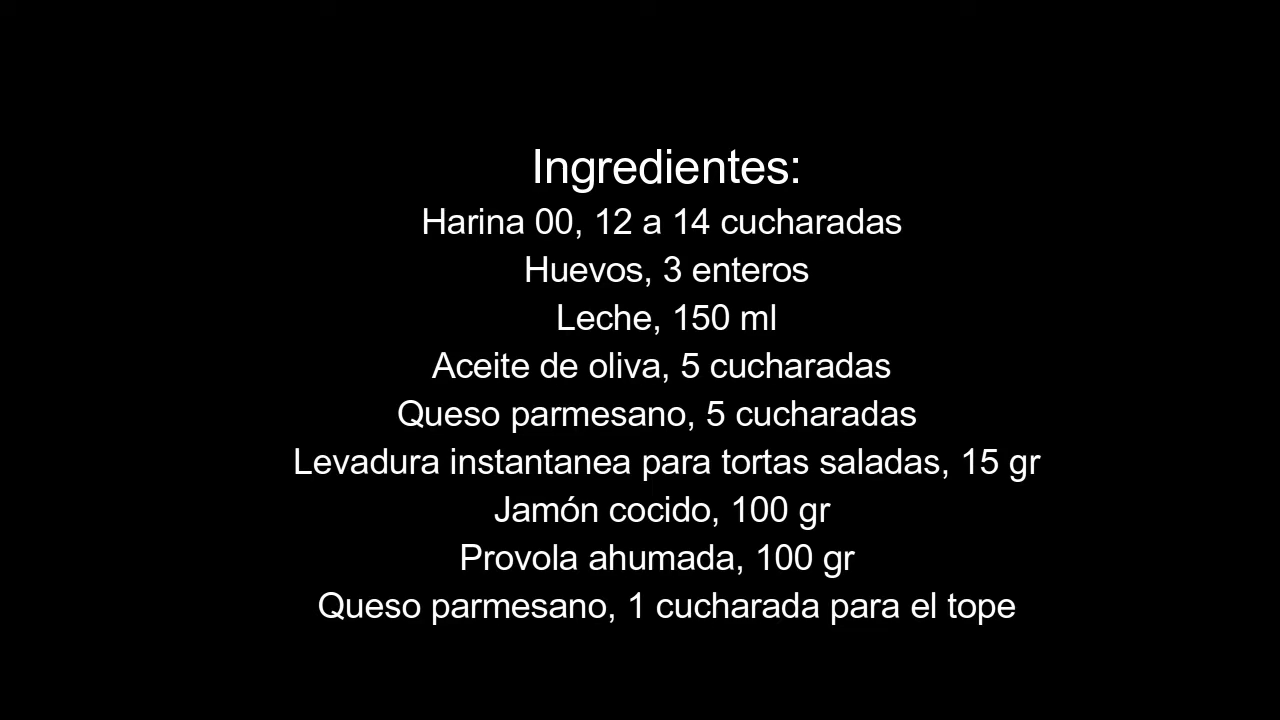 Ingredientes:
Harina 00, 12 a 14 cucharadas
Huevos, 3 enteros
Leche, 150 ml
Aceite de oliva, 5 cucharadas
Queso parmesano, 5 cucharadas
Levadura instantanea para tortas saladas, 15 gr
Jamón cocido, 100 gr
Provola ahumada, 100 gr
Queso parmesano, 1 cucharada para el tope